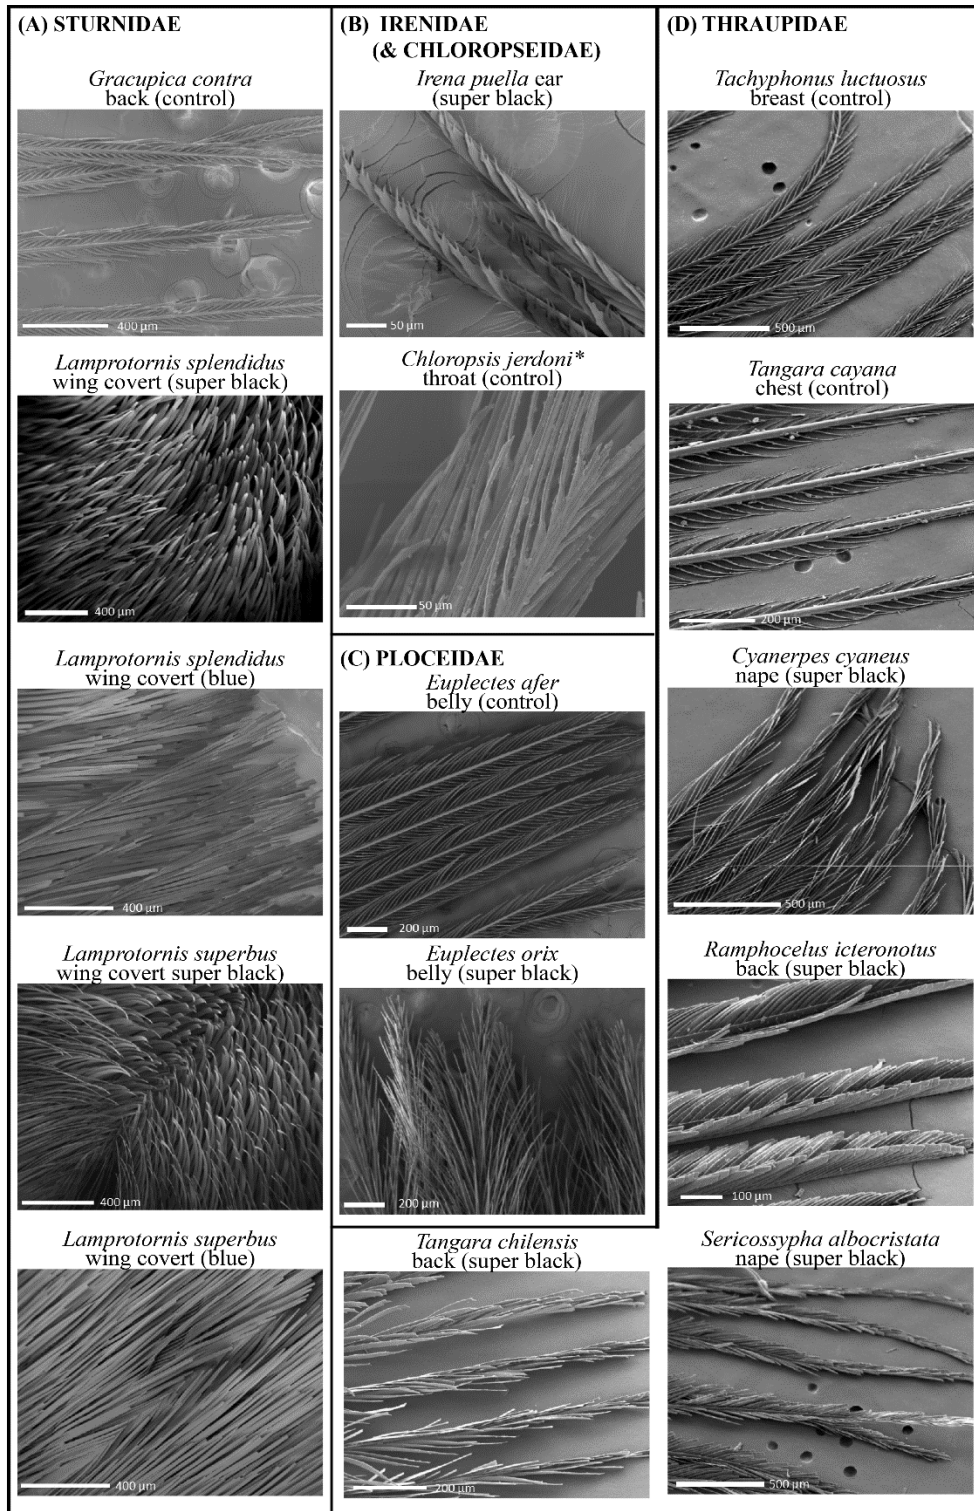 (A) STURNIDAE
Gracupica contra
back (control)
400 µm
Lamprotornis splendidus
wing covert (super black)
400 µm
Lamprotornis splendidus
wing covert (blue)
400 µm
Lamprotornis superbus
wing covert super black)
400 µm
Lamprotornis superbus
wing covert (blue)
400 µm
(B) IRENIDAE
(& CHLOROPSEIDAE)
Irena puella ear
(super black)
50 µm
Chloropsis jerdoni*
throat (control)
50 µm
(C) PLOCEIDAE
Euplectes afer
belly (control)
200 µm
Euplectes orix
belly (super black)
200 µm
Tangara chilensis
back (super black)
200 µm
(D) THRAUPIDAE
Tachyphonus luctuosus
breast (control)
500 µm
Tangara cayana
chest (control)
200 µm
Cyanerpes cyaneus
nape (super black)
500 µm
Ramphocelus icteronotus
back (super black)
100 µm
Sericossypha albocristata
nape (super black)
500 µm